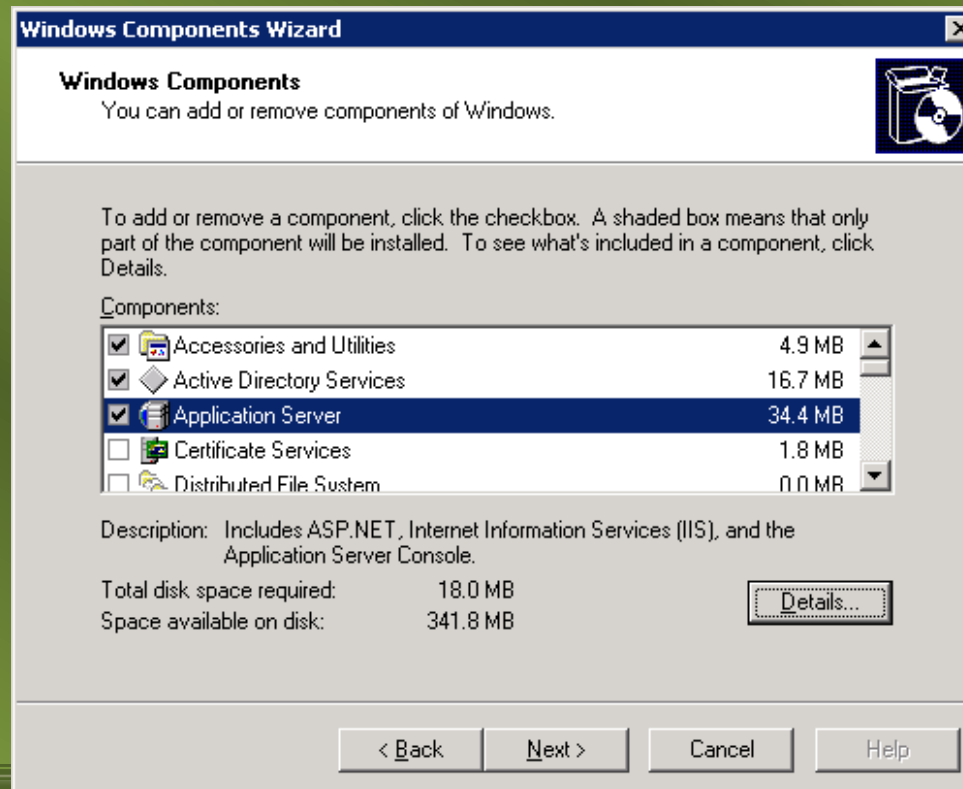 Windows Components Wizard
Windows Components
You can add or remove components of Windows.
To add or remove a component, click the checkbox. A shaded box means that only
part of the component will be installed. To see what's included in a component, click
Details.
Components:
Accessories and Utilities 4.9 MB
Active Directory Services 16.7 MB
Application Server 34.4 MB
Certificate Services 1.8 MB
Distributed File System 0.0 MB
Description: Includes ASP.NET, Internet Information Services (IIS), and the
Application Server Console.
Total disk space required: 18.0 MB
Space available on disk: 341.8 MB
Details...
< Back Next > Cancel Help